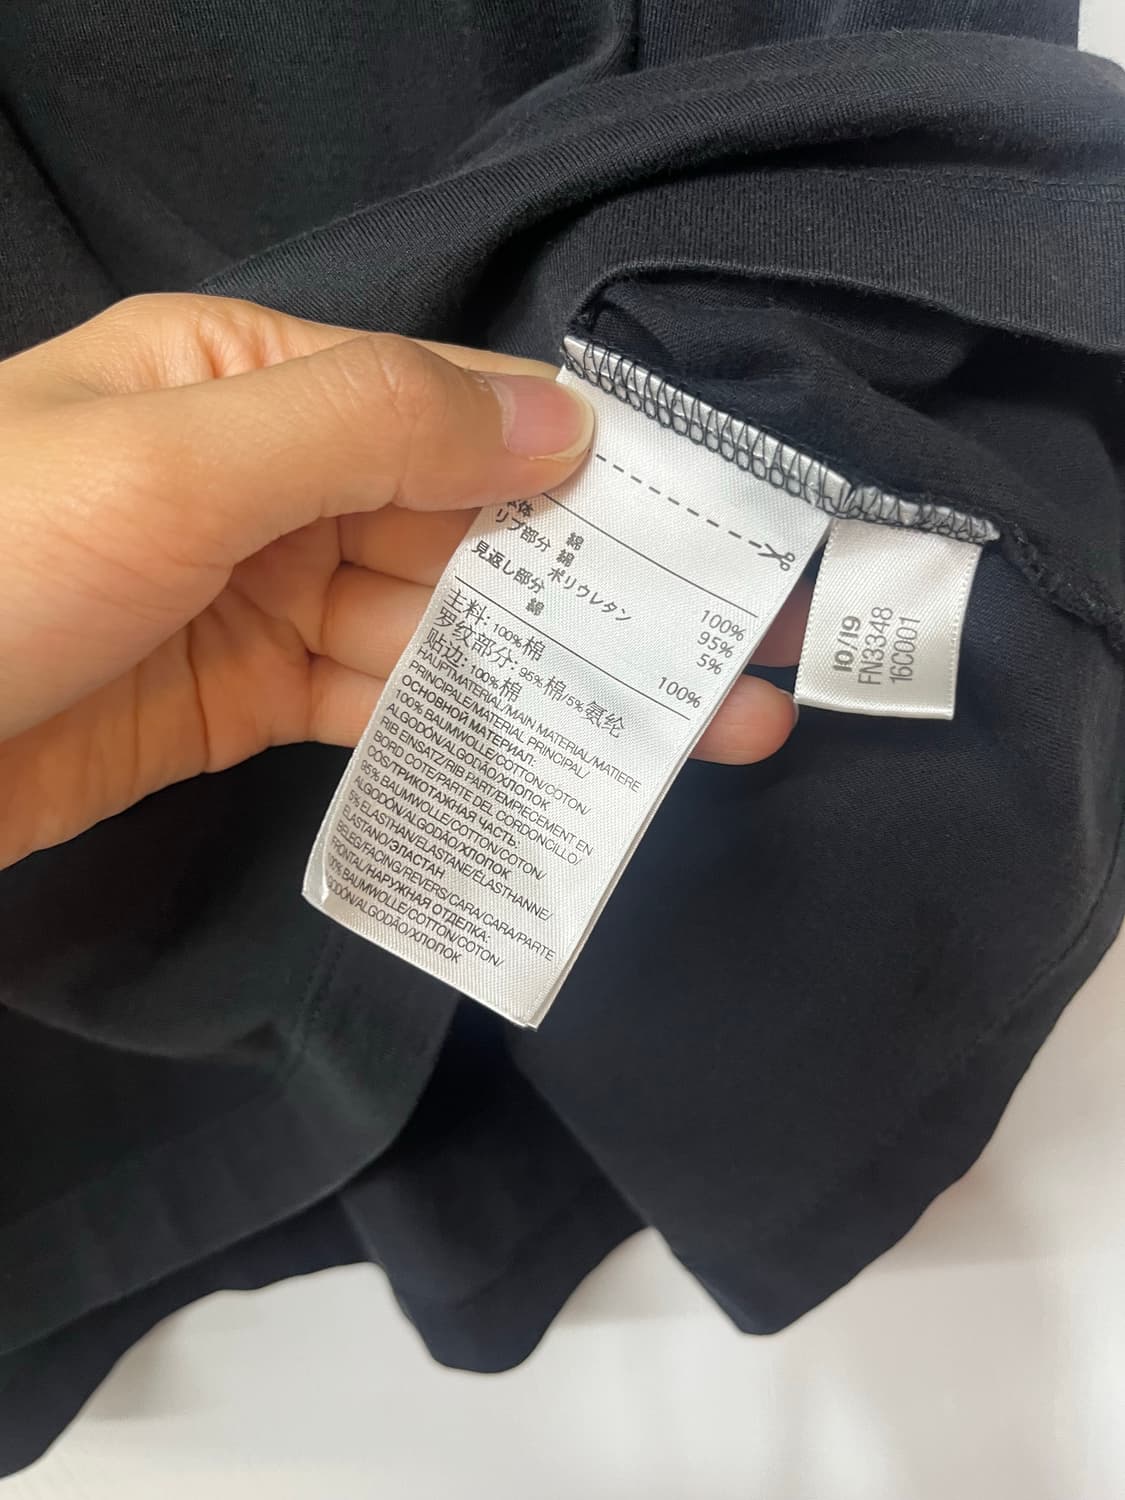 体
綿 100%
リブ部分
綿 95%
ポリウレタン 5%
見返し部分
綿 100%
主料: 100%棉
罗纹部分: 95%棉/5%氨纶
贴边: 100%棉
HAUPTMATERIAL/MAIN MATERIAL/MATIERE
PRINCIPALE/MATERIAL PRINCIPAL/
ОСНОВНОЙ МАТЕРИАЛ:
100% BAUMWOLLE/COTTON/COTON/
ALGODÓN/ALGODÃO/ХЛОПОК
RIB EINSATZ/RIB PART/EMPIECEMENT EN
BORD COTE/PARTE DEL CORDONCILLO/
CÓS/ТРИКОТАЖНАЯ ЧАСТЬ:
95% BAUMWOLLE/COTTON/COTON/
ALGODÓN/ALGODÃO/ХЛОПОК
5% ELASTHAN/ELASTANE/ÉLASTHANNE/
ELASTANO/ЭЛАСТАН
BELEG/FACING/REVERS/CARA/CARA/PARTE
FRONTAL/НАРУЖНАЯ ОТДЕЛКА:
100% BAUMWOLLE/COTTON/COTON/
ALGODÓN/ALGODÃO/ХЛОПОК
10/19
FN3348
16C001